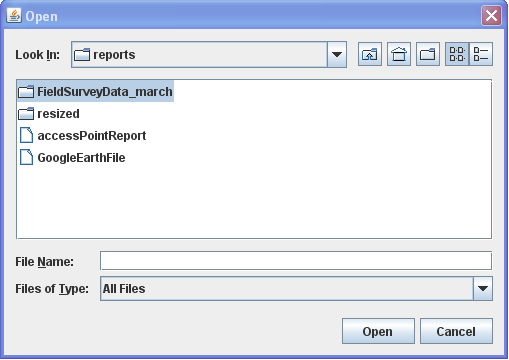 Open
Look In: reports
FieldSurveyData_march
resized
accessPointReport
GoogleEarthFile
File Name:
Files of Type: All Files
Open Cancel